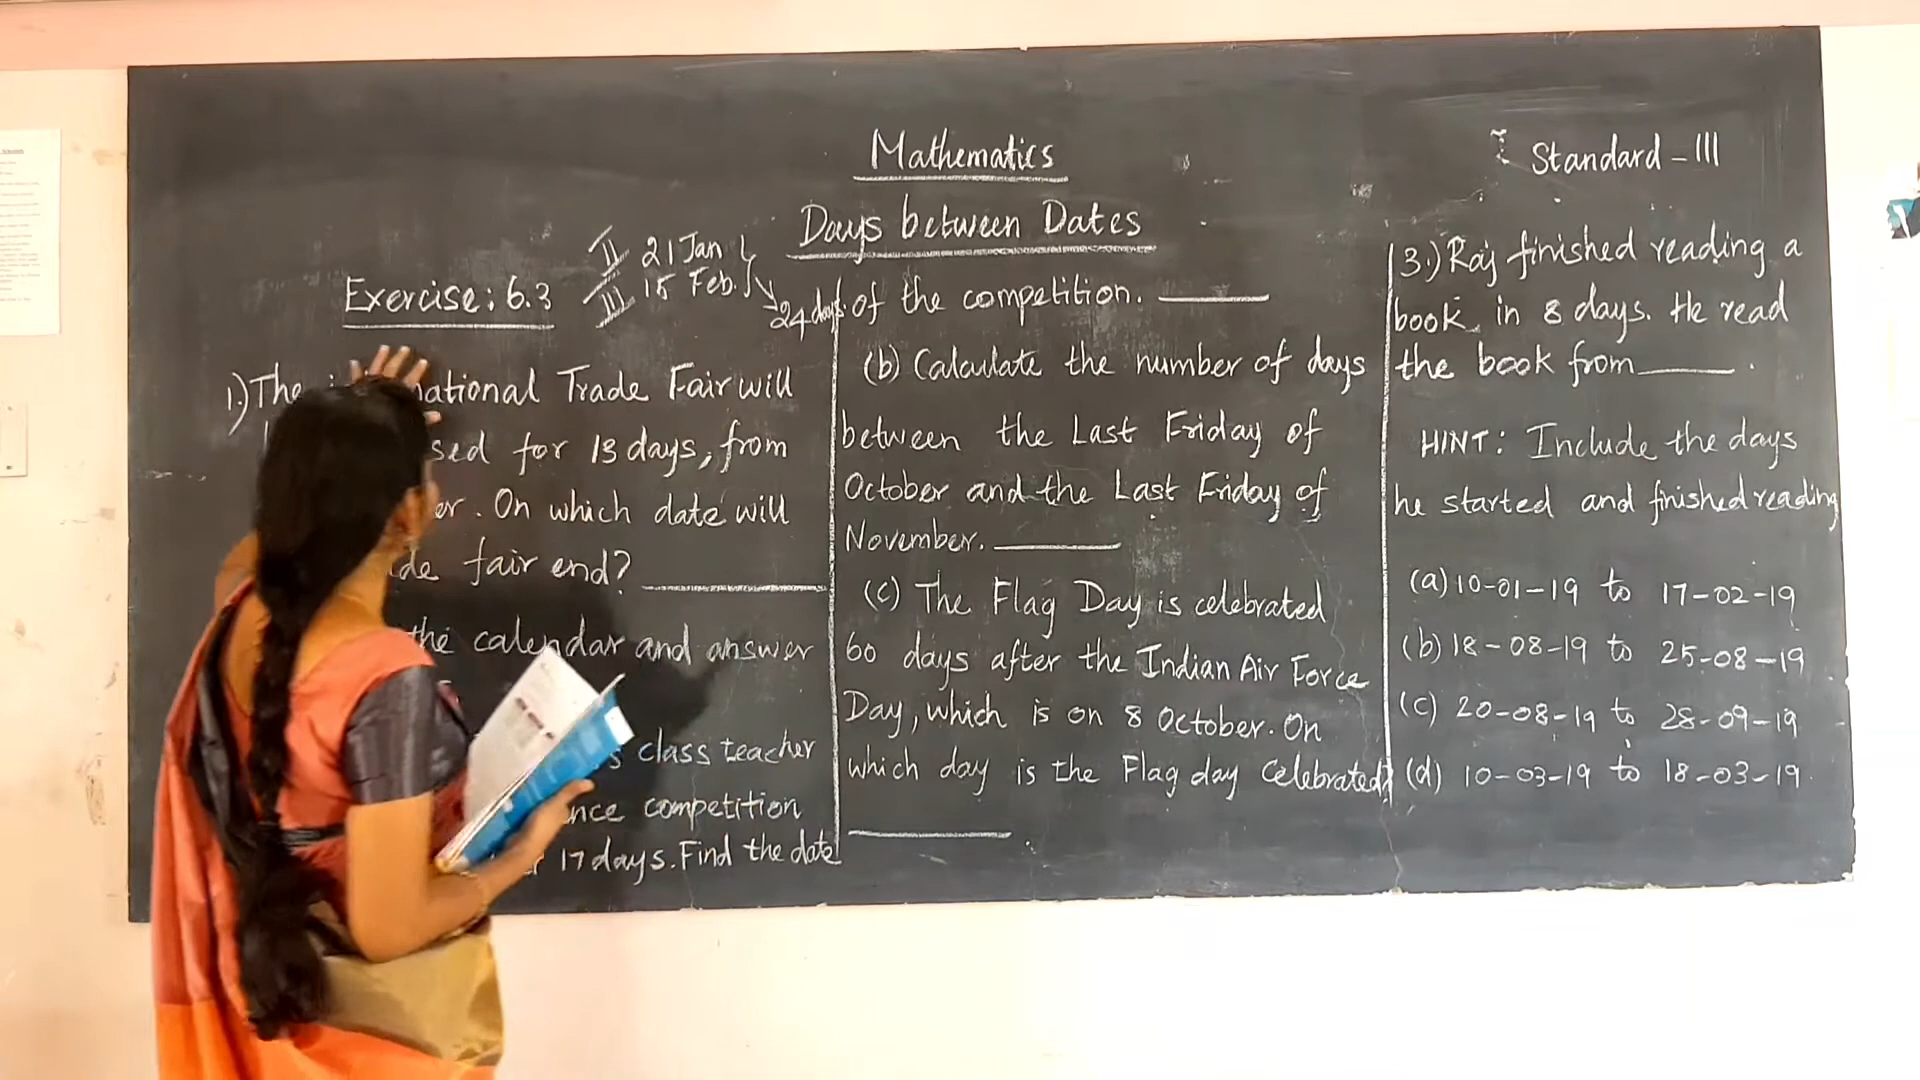 Mathematics
Standard - III
Days between Dates
Exercise: 6.3
II 21 Jan
III 15 Feb.
24 days
1.) The national Trade Fair will
sed for 13 days, from
er. On which date will
de fair end? ______
the calendar and answer
s class teacher
nce competition
17 days. Find the date
of the competition. ______
(b) Calculate the number of days
between the Last Friday of
October and the Last Friday of
November. ______
(c) The Flag Day is celebrated
60 days after the Indian Air Force
Day, which is on 8 October. On
which day is the Flag day celebrated?
______
3.) Raj finished reading a
book in 8 days. He read
the book from ______.
HINT: Include the days
he started and finished reading
(a) 10-01-19 to 17-02-19
(b) 18-08-19 to 25-08-19
(c) 20-08-19 to 28-09-19
(d) 10-03-19 to 18-03-19